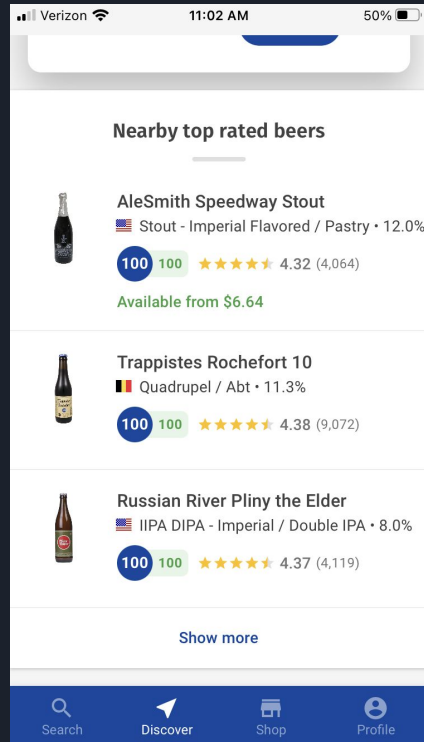 Verizon 11:02 AM 50%
Nearby top rated beers
AleSmith Speedway Stout
Stout - Imperial Flavored / Pastry • 12.0%
100 100 4.32 (4,064)
Available from $6.64
Trappistes Rochefort 10
Quadrupel / Abt • 11.3%
100 100 4.38 (9,072)
Russian River Pliny the Elder
IIPA DIPA - Imperial / Double IPA • 8.0%
100 100 4.37 (4,119)
Show more
Search Discover Shop Profile